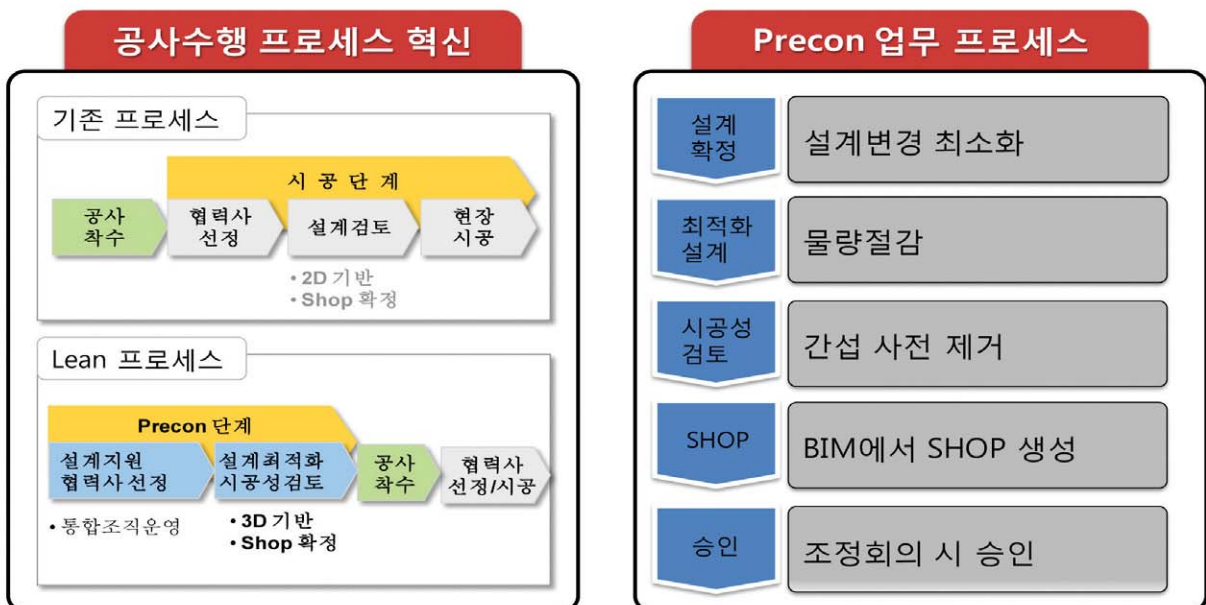 공사수행 프로세스 혁신
기존 프로세스
시 공 단 계
공사
착수
협력사
선정
설계검토
현장
시공
• 2D 기반
• Shop 확정
Lean 프로세스
Precon 단계
설계지원
협력사 선정
설계최적화
시공성검토
공사
착수
협력사
선정/시공
• 통합조직운영
• 3D 기반
• Shop 확정
Precon 업무 프로세스
설계
확정
설계변경 최소화
최적화
설계
물량절감
시공성
검토
간섭 사전 제거
SHOP
BIM에서 SHOP 생성
승인
조정회의 시 승인